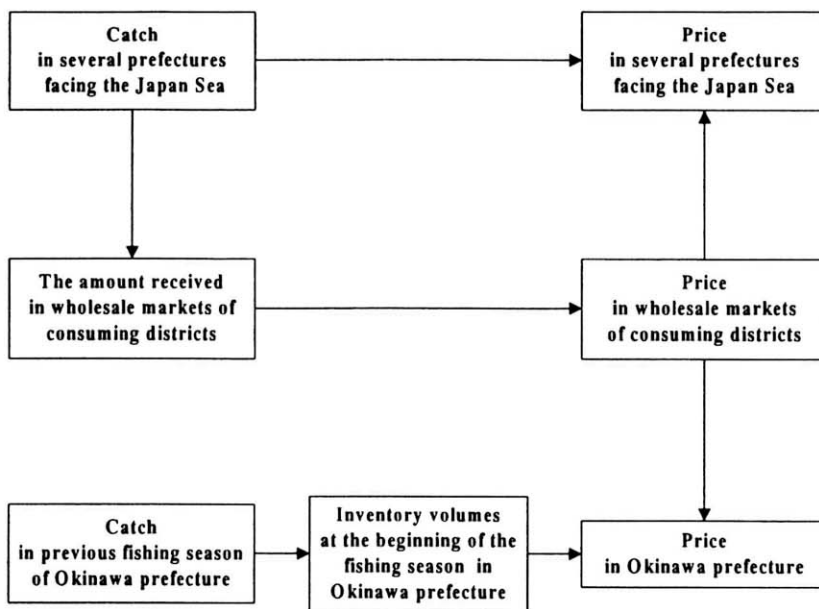 Catch
in several prefectures
facing the Japan Sea
Price
in several prefectures
facing the Japan Sea
The amount received
in wholesale markets of
consuming districts
Price
in wholesale markets
of consuming districts
Catch
in previous fishing season
of Okinawa prefecture
Inventory volumes
at the beginning of the
fishing season in
Okinawa prefecture
Price
in Okinawa prefecture